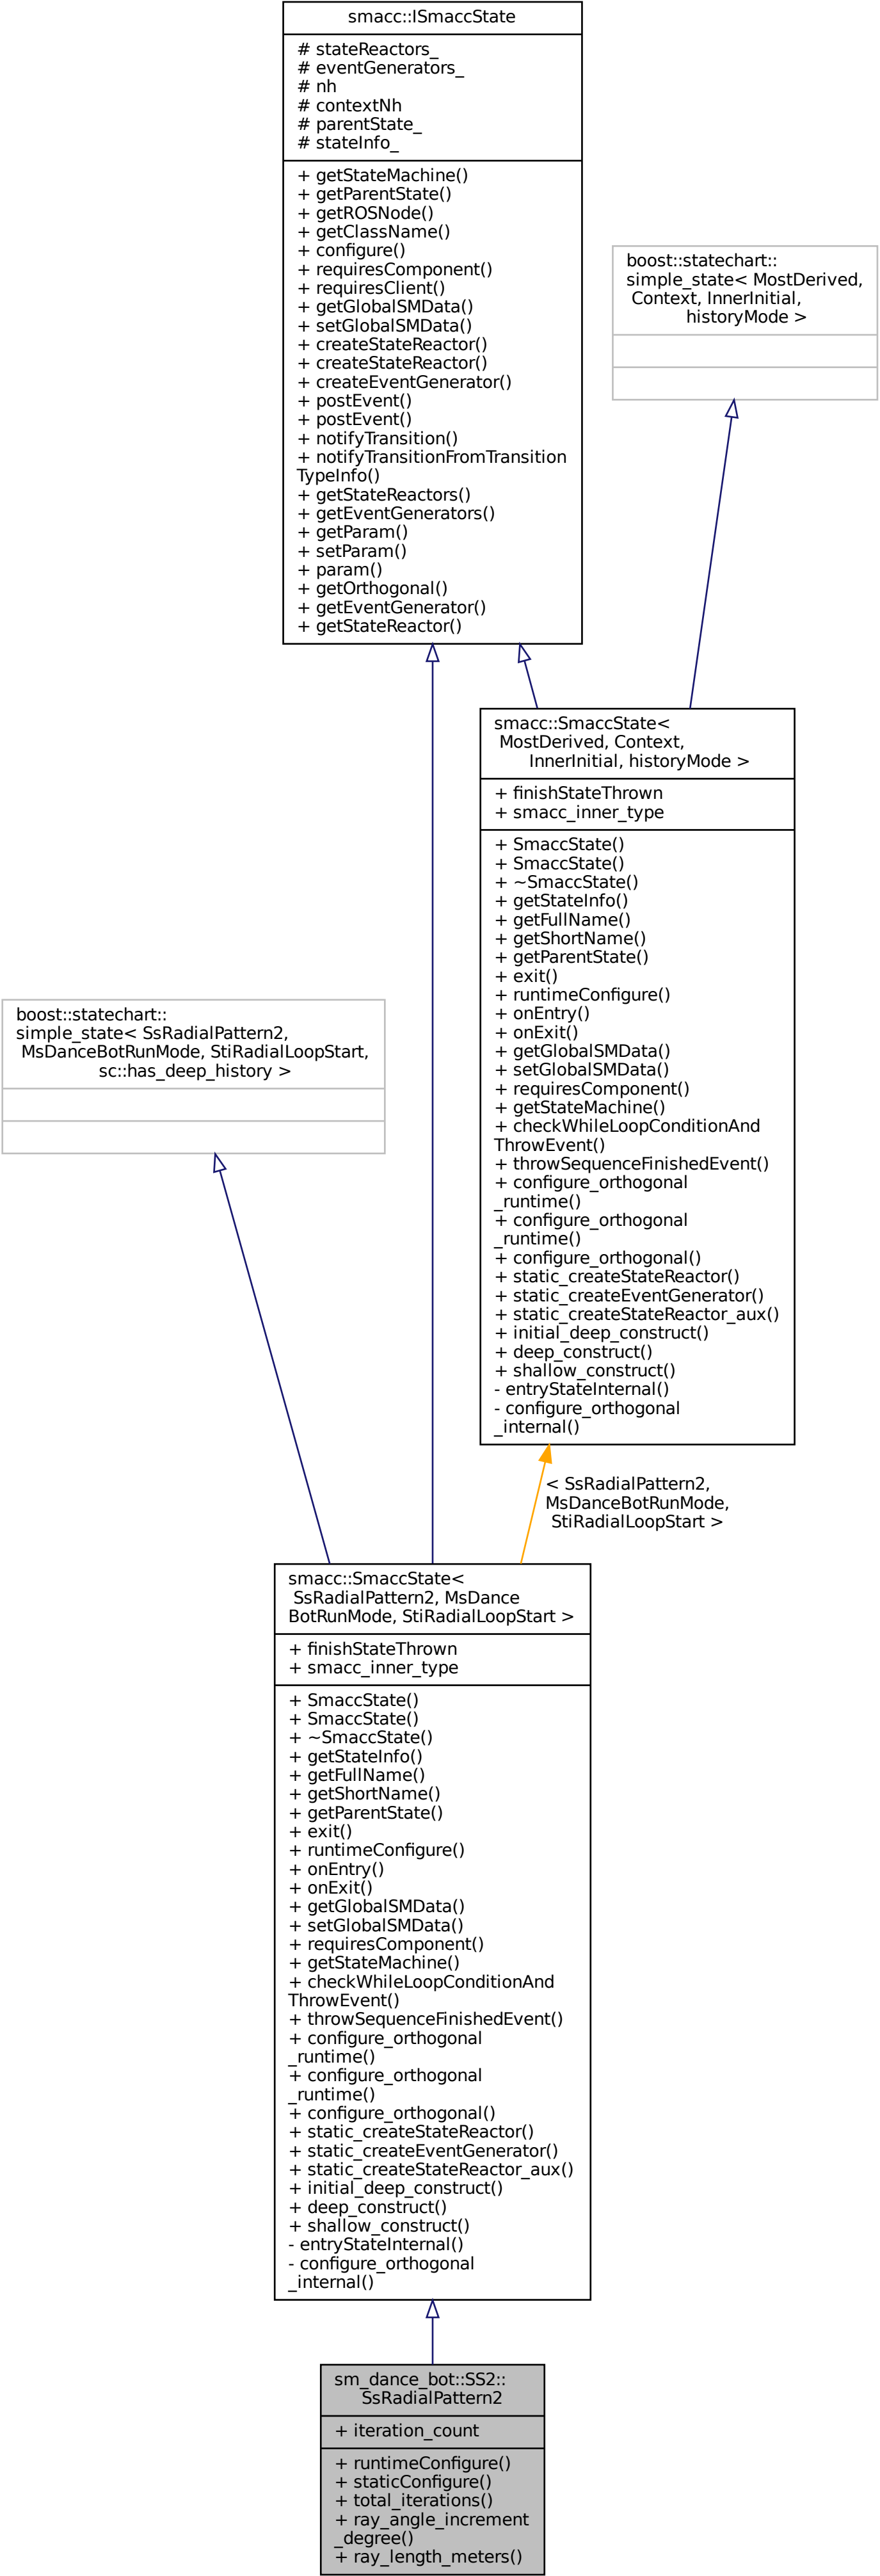 smacc::ISmaccState
# stateReactors_
# eventGenerators_
# nh
# contextNh
# parentState_
# stateInfo_
+ getStateMachine()
+ getParentState()
+ getROSNode()
+ getClassName()
+ configure()
+ requiresComponent()
+ requiresClient()
+ getGlobalSMData()
+ setGlobalSMData()
+ createStateReactor()
+ createStateReactor()
+ createEventGenerator()
+ postEvent()
+ postEvent()
+ notifyTransition()
+ notifyTransitionFromTransition
TypeInfo()
+ getStateReactors()
+ getEventGenerators()
+ getParam()
+ setParam()
+ param()
+ getOrthogonal()
+ getEventGenerator()
+ getStateReactor()
boost::statechart::
simple_state< MostDerived,
Context, InnerInitial,
historyMode >
smacc::SmaccState<
MostDerived, Context,
InnerInitial, historyMode >
+ finishStateThrown
+ smacc_inner_type
+ SmaccState()
+ SmaccState()
+ ~SmaccState()
+ getStateInfo()
+ getFullName()
+ getShortName()
+ getParentState()
+ exit()
+ runtimeConfigure()
+ onEntry()
+ onExit()
+ getGlobalSMData()
+ setGlobalSMData()
+ requiresComponent()
+ getStateMachine()
+ checkWhileLoopConditionAnd
ThrowEvent()
+ throwSequenceFinishedEvent()
+ configure_orthogonal
_runtime()
+ configure_orthogonal
_runtime()
+ configure_orthogonal()
+ static_createStateReactor()
+ static_createEventGenerator()
+ static_createStateReactor_aux()
+ initial_deep_construct()
+ deep_construct()
+ shallow_construct()
- entryStateInternal()
- configure_orthogonal
_internal()
boost::statechart::
simple_state< SsRadialPattern2,
MsDanceBotRunMode, StiRadialLoopStart,
sc::has_deep_history >
< SsRadialPattern2,
MsDanceBotRunMode,
StiRadialLoopStart >
smacc::SmaccState<
SsRadialPattern2, MsDance
BotRunMode, StiRadialLoopStart >
+ finishStateThrown
+ smacc_inner_type
+ SmaccState()
+ SmaccState()
+ ~SmaccState()
+ getStateInfo()
+ getFullName()
+ getShortName()
+ getParentState()
+ exit()
+ runtimeConfigure()
+ onEntry()
+ onExit()
+ getGlobalSMData()
+ setGlobalSMData()
+ requiresComponent()
+ getStateMachine()
+ checkWhileLoopConditionAnd
ThrowEvent()
+ throwSequenceFinishedEvent()
+ configure_orthogonal
_runtime()
+ configure_orthogonal
_runtime()
+ configure_orthogonal()
+ static_createStateReactor()
+ static_createEventGenerator()
+ static_createStateReactor_aux()
+ initial_deep_construct()
+ deep_construct()
+ shallow_construct()
- entryStateInternal()
- configure_orthogonal
_internal()
sm_dance_bot::SS2::
SsRadialPattern2
+ iteration_count
+ runtimeConfigure()
+ staticConfigure()
+ total_iterations()
+ ray_angle_increment
_degree()
+ ray_length_meters()